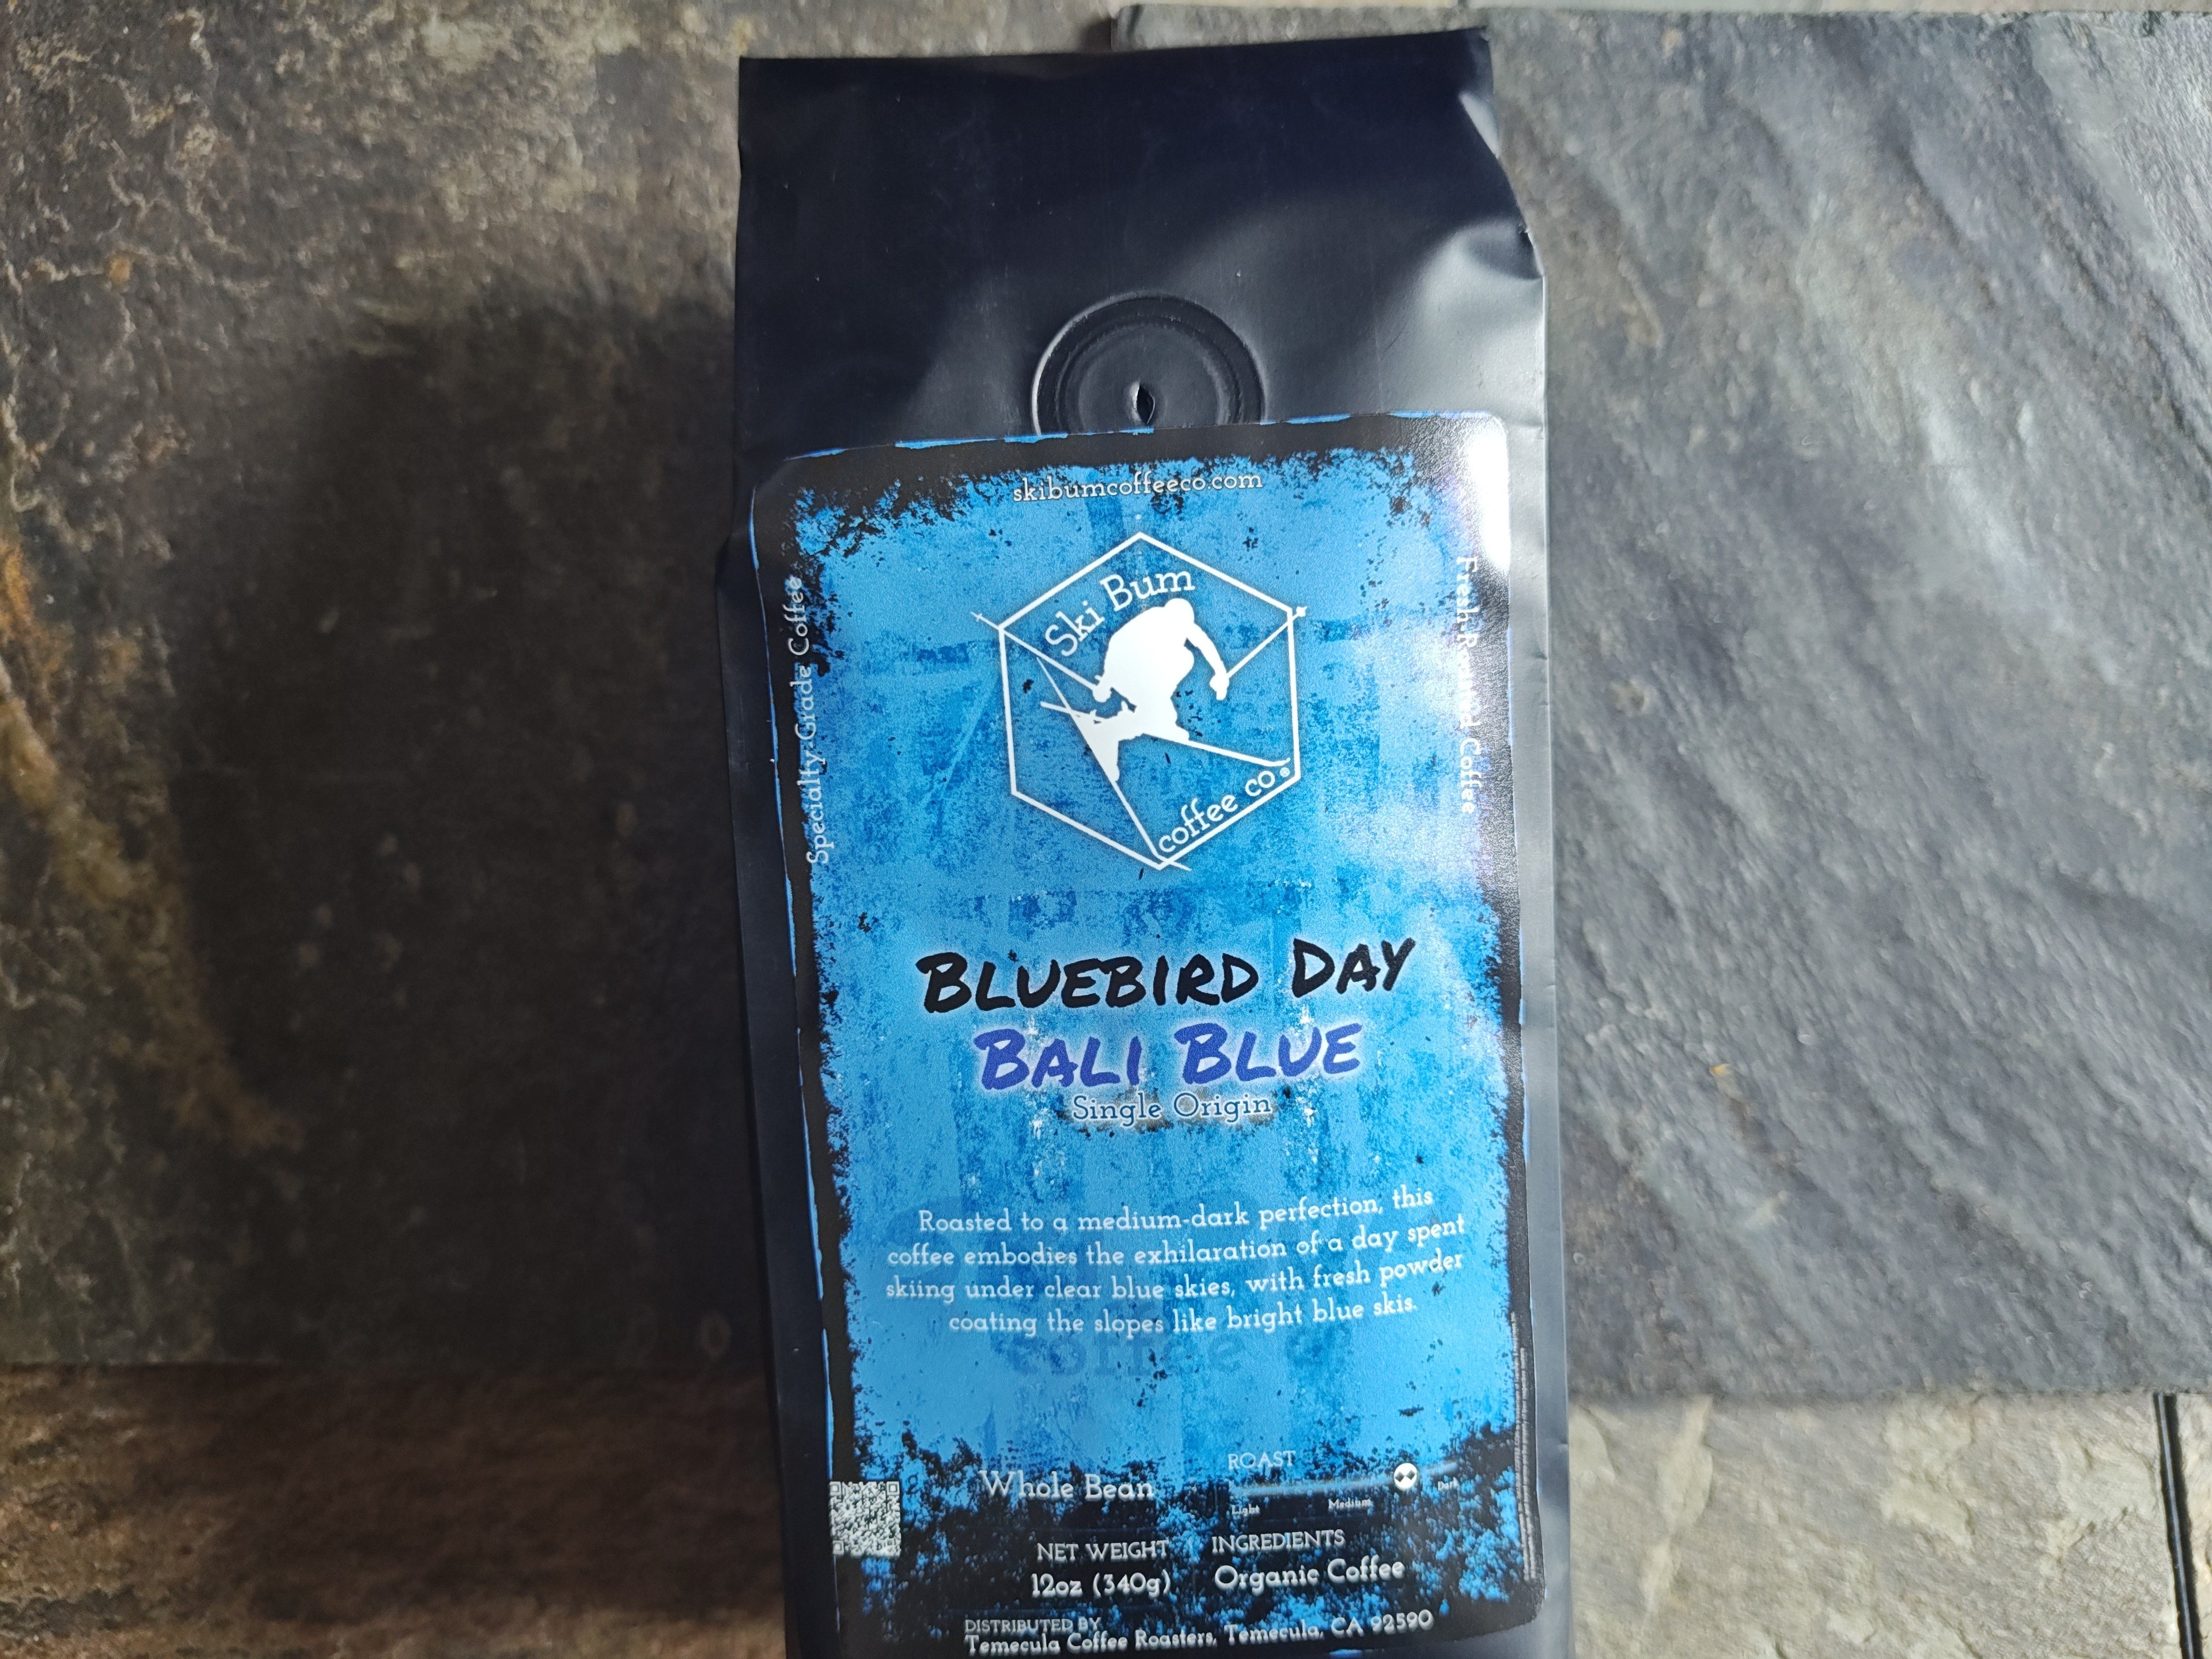 skibumcoffeeco.com
Ski Bum
coffee co.®
Specialty Grade Coffee
Fresh Coffee
BLUEBIRD DAY
BALI BLUE
Single Origin
Roasted to a medium-dark perfection, this
coffee embodies the exhilaration of a day spent
skiing under clear blue skies, with fresh powder
coating the slopes like bright blue skis.
coffee
Whole Bean
ROAST
Light
Medium
Dark
NET WEIGHT
12oz (340g)
INGREDIENTS
Organic Coffee
DISTRIBUTED BY
Temecula Coffee Roasters, Temecula, CA 92590